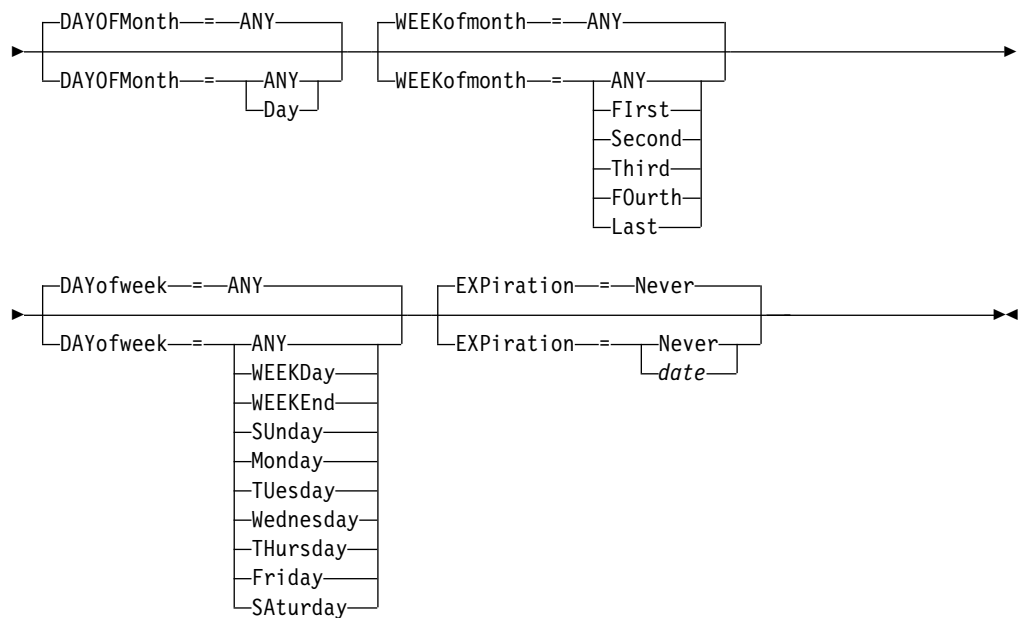 DAYOFMonth = ANY
DAYOFMonth = ANY
Day
WEEKofmonth = ANY
WEEKofmonth = ANY
FIrst
Second
Third
FOurth
Last
DAYofweek = ANY
DAYofweek = ANY
WEEKDay
WEEKEnd
SUnday
Monday
TUesday
Wednesday
THursday
Friday
SAturday
EXPiration = Never
EXPiration = Never
date